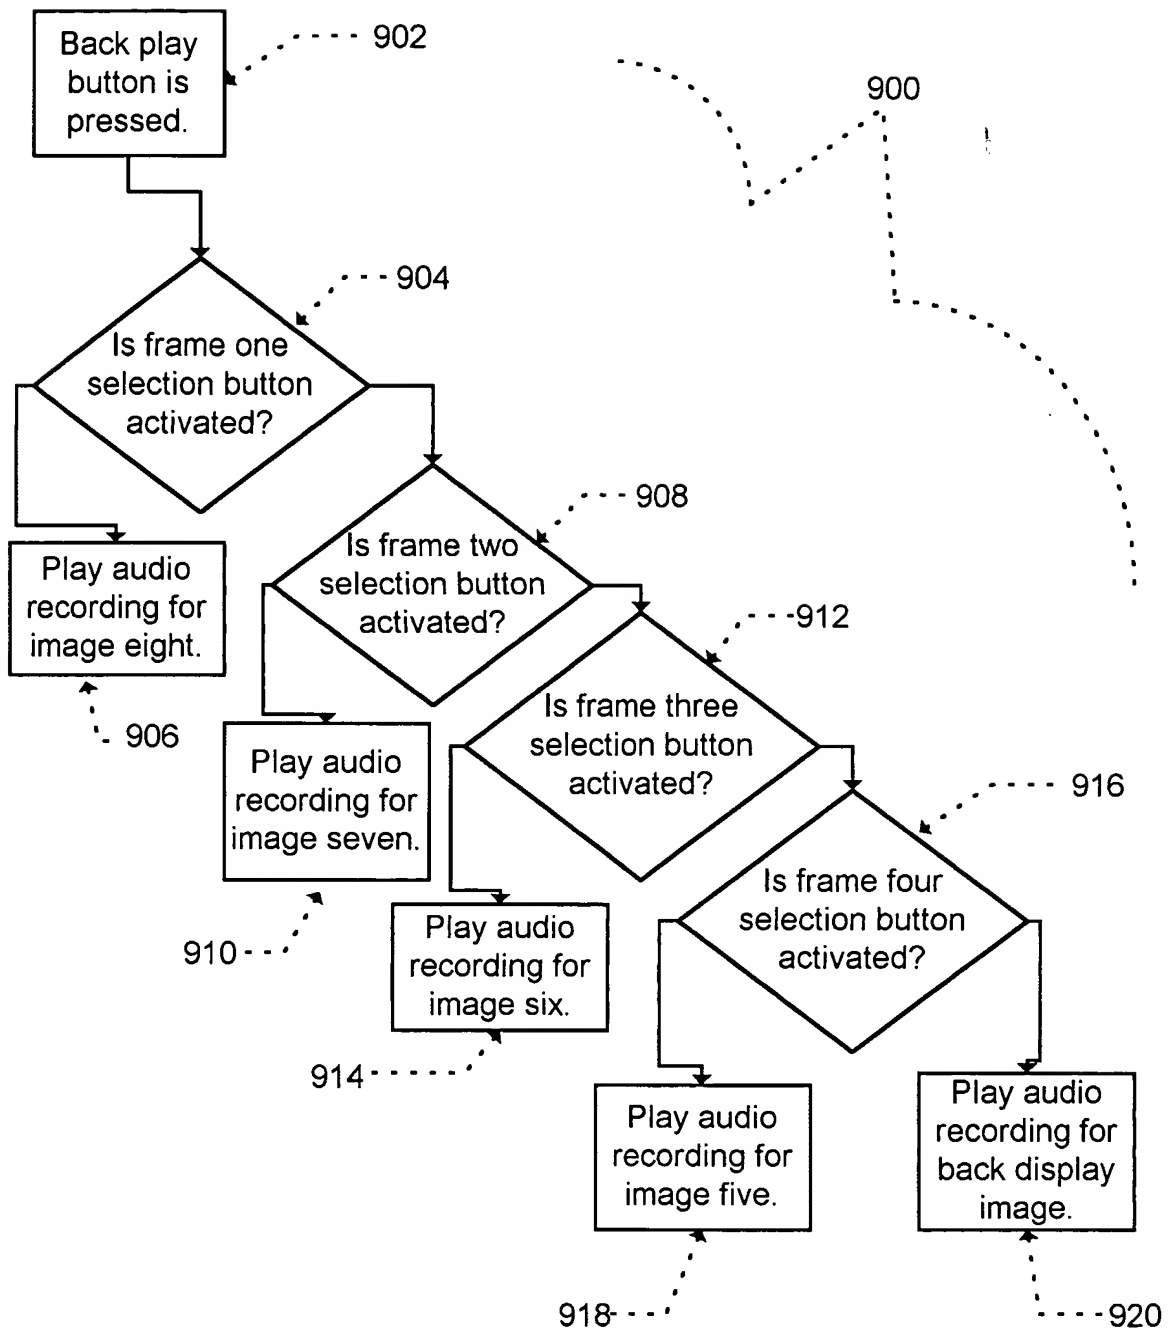 Back play
button is
pressed.
902
900
904
Is frame one
selection button
activated?
908
Is frame two
selection button
activated?
Play audio
recording for
image eight.
906
912
Is frame three
selection button
activated?
Play audio
recording for
image seven.
910
916
Is frame four
selection button
activated?
Play audio
recording for
image six.
914
Play audio
recording for
image five.
918
Play audio
recording for
back display
image.
920